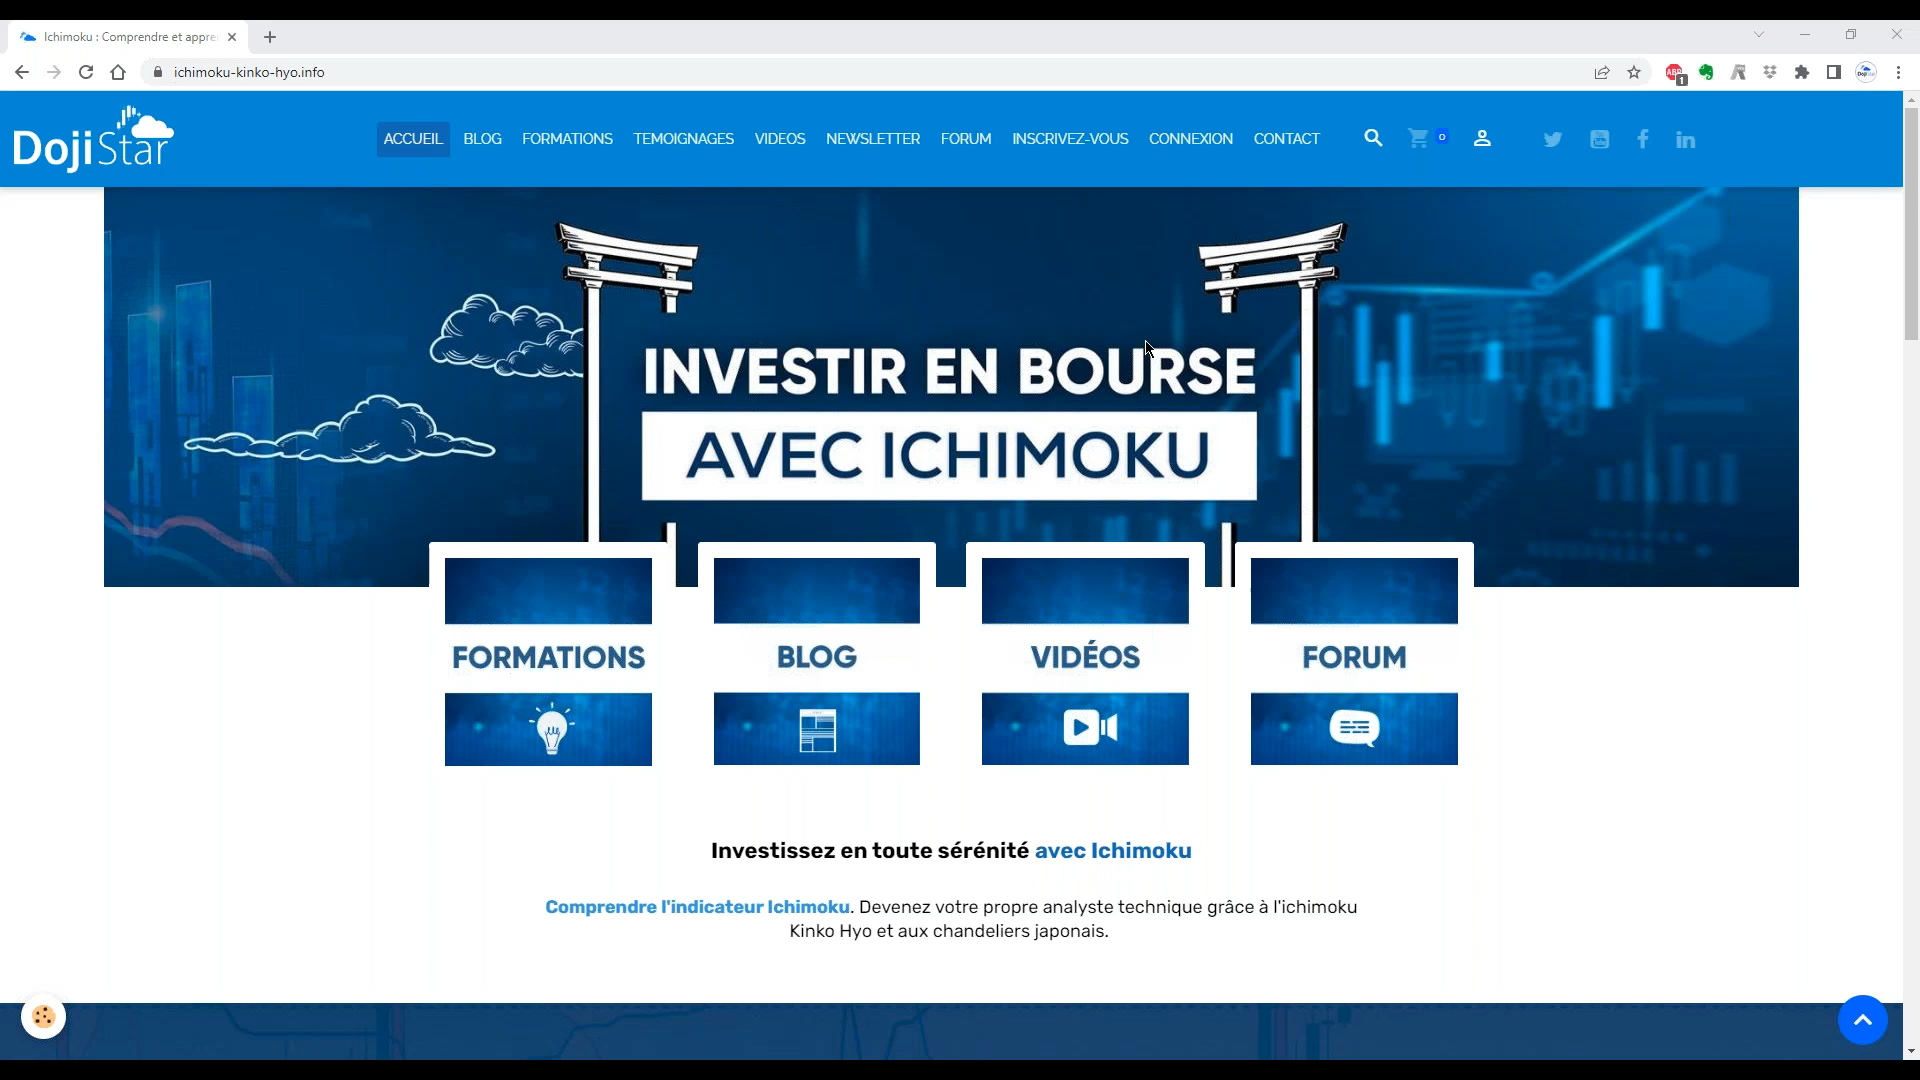 Ichimoku : Comprendre et appre
ichimoku-kinko-hyo.info
ABP
1
DojiStar
ACCUEIL
BLOG
FORMATIONS
TEMOIGNAGES
VIDEOS
NEWSLETTER
FORUM
INSCRIVEZ-VOUS
CONNEXION
CONTACT
0
INVESTIR EN BOURSE
AVEC ICHIMOKU
FORMATIONS
BLOG
VIDÉOS
FORUM
Investissez en toute sérénité avec Ichimoku
Comprendre l'indicateur Ichimoku. Devenez votre propre analyste technique grâce à l'ichimoku
Kinko Hyo et aux chandeliers japonais.